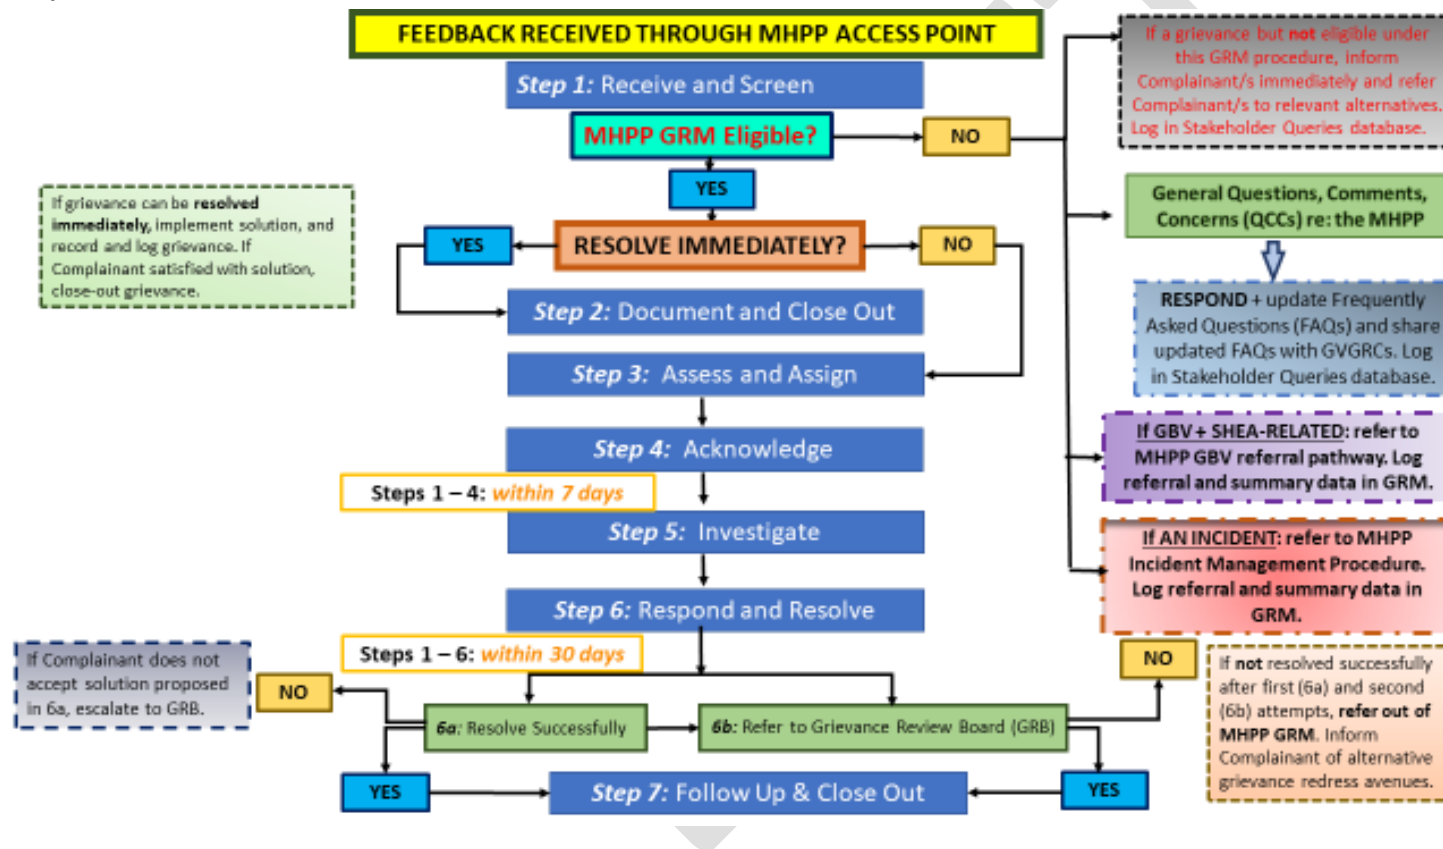 FEEDBACK RECEIVED THROUGH MHPP ACCESS POINT
Step 1: Receive and Screen
MHPP GRM Eligible?
NO
YES
If a grievance but not eligible under
this GRM procedure, inform
Complainant/s immediately and refer
Complainant/s to relevant alternatives.
Log in Stakeholder Queries database.
If grievance can be resolved
immediately, implement solution, and
record and log grievance. If
Complainant satisfied with solution,
close-out grievance.
YES
RESOLVE IMMEDIATELY?
NO
General Questions, Comments,
Concerns (QCCs) re: the MHPP
RESPOND + update Frequently
Asked Questions (FAQs) and share
updated FAQs with GVGRCs. Log
in Stakeholder Queries database.
Step 2: Document and Close Out
Step 3: Assess and Assign
Step 4: Acknowledge
Steps 1 – 4: within 7 days
If GBV + SHEA-RELATED: refer to
MHPP GBV referral pathway. Log
referral and summary data in GRM.
Step 5: Investigate
If AN INCIDENT: refer to MHPP
Incident Management Procedure.
Log referral and summary data in
GRM.
Step 6: Respond and Resolve
Steps 1 – 6: within 30 days
If Complainant does not
accept solution proposed
in 6a, escalate to GRB.
NO
6a: Resolve Successfully
6b: Refer to Grievance Review Board (GRB)
NO
If not resolved successfully
after first (6a) and second
(6b) attempts, refer out of
MHPP GRM. Inform
Complainant of alternative
grievance redress avenues.
YES
Step 7: Follow Up & Close Out
YES